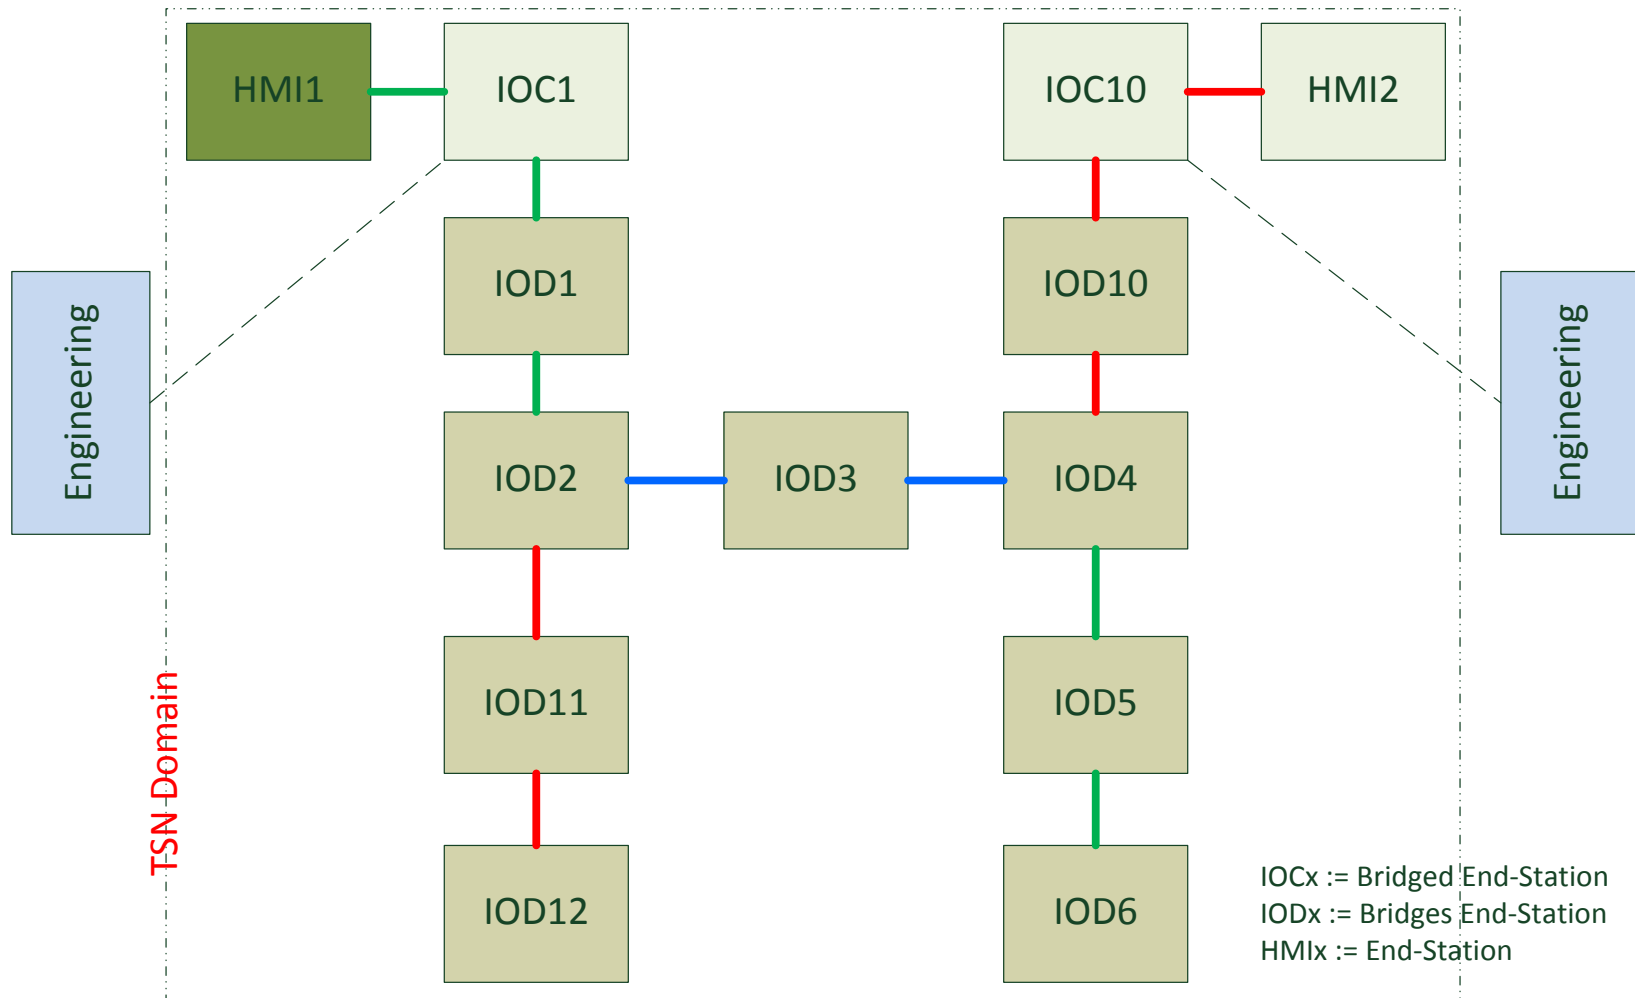 HMI1
IOC1
IOC10
HMI2
IOD1
IOD10
Engineering
Engineering
IOD2
IOD3
IOD4
IOD11
IOD5
TSN Domain
IOD12
IOD6
IOCx := Bridged End-Station
IODx := Bridges End-Station
HMIx := End-Station